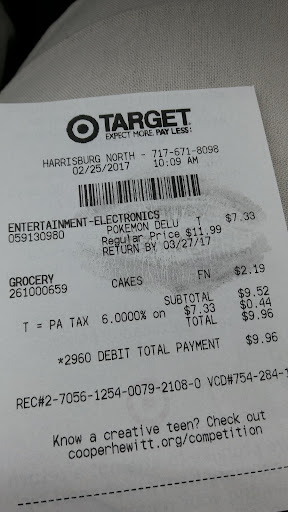 TARGET
EXPECT MORE. PAY LESS.
HARRISBURG NORTH - 717-671-8098
02/25/2017 10:09 AM
ENTERTAINMENT-ELECTRONICS
059130980 POKEMON DELU T $7.33
Regular Price $11.99
RETURN BY 03/27/17
GROCERY
261000659 CAKES FN $2.19
SUBTOTAL $9.52
T = PA TAX 6.0000% on $7.33 $0.44
TOTAL $9.96
*2960 DEBIT TOTAL PAYMENT $9.96
REC#2-7056-1254-0079-2108-0 VCD#754-284-1
Know a creative teen? Check out
cooperhewitt.org/competition